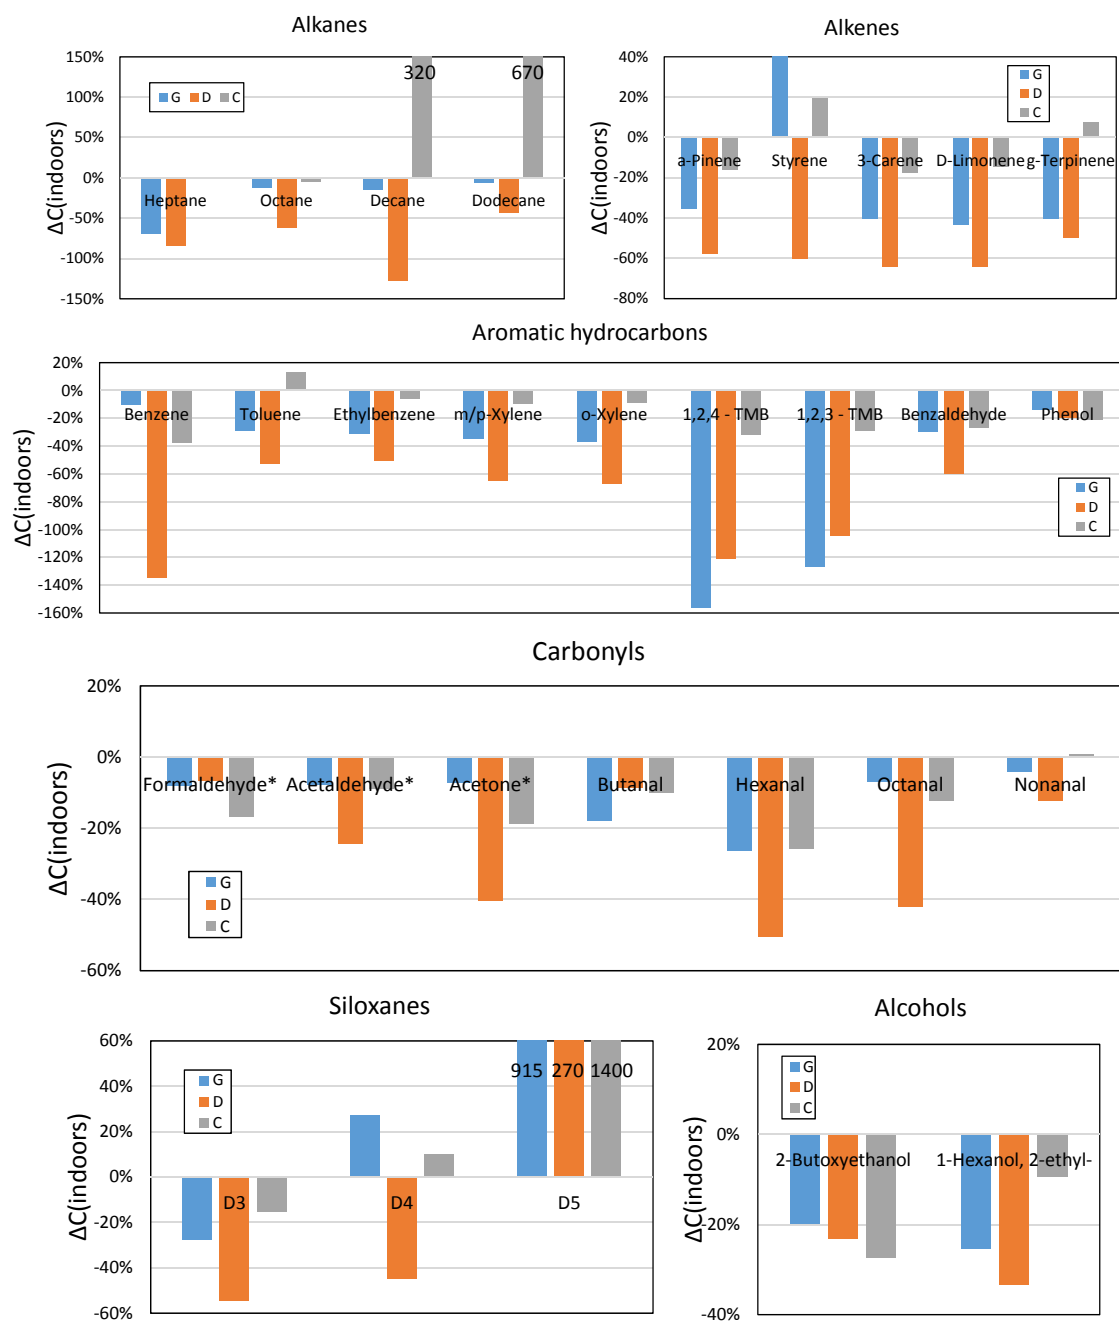 Alkanes
150%
100%
50%
0%
-50%
-100%
-150%
ΔC(indoors)
G D C
320 670
Heptane Octane Decane Dodecane
Alkenes
40%
20%
0%
-20%
-40%
-60%
-80%
ΔC(indoors)
G
D
C
a-Pinene Styrene 3-Carene D-Limonene g-Terpinene
Aromatic hydrocarbons
20%
0%
-20%
-40%
-60%
-80%
-100%
-120%
-140%
-160%
ΔC(indoors)
Benzene Toluene Ethylbenzene m/p-Xylene o-Xylene 1,2,4 - TMB 1,2,3 - TMB Benzaldehyde Phenol
G
D
C
Carbonyls
20%
0%
-20%
-40%
-60%
ΔC(indoors)
Formaldehyde* Acetaldehyde* Acetone* Butanal Hexanal Octanal Nonanal
G
D
C
Siloxanes
60%
40%
20%
0%
-20%
-40%
-60%
ΔC(indoors)
G
D
C
915 270 1400
D3 D4 D5
Alcohols
20%
0%
-20%
-40%
ΔC(indoors)
G
D
C
2-Butoxyethanol 1-Hexanol, 2-ethyl-